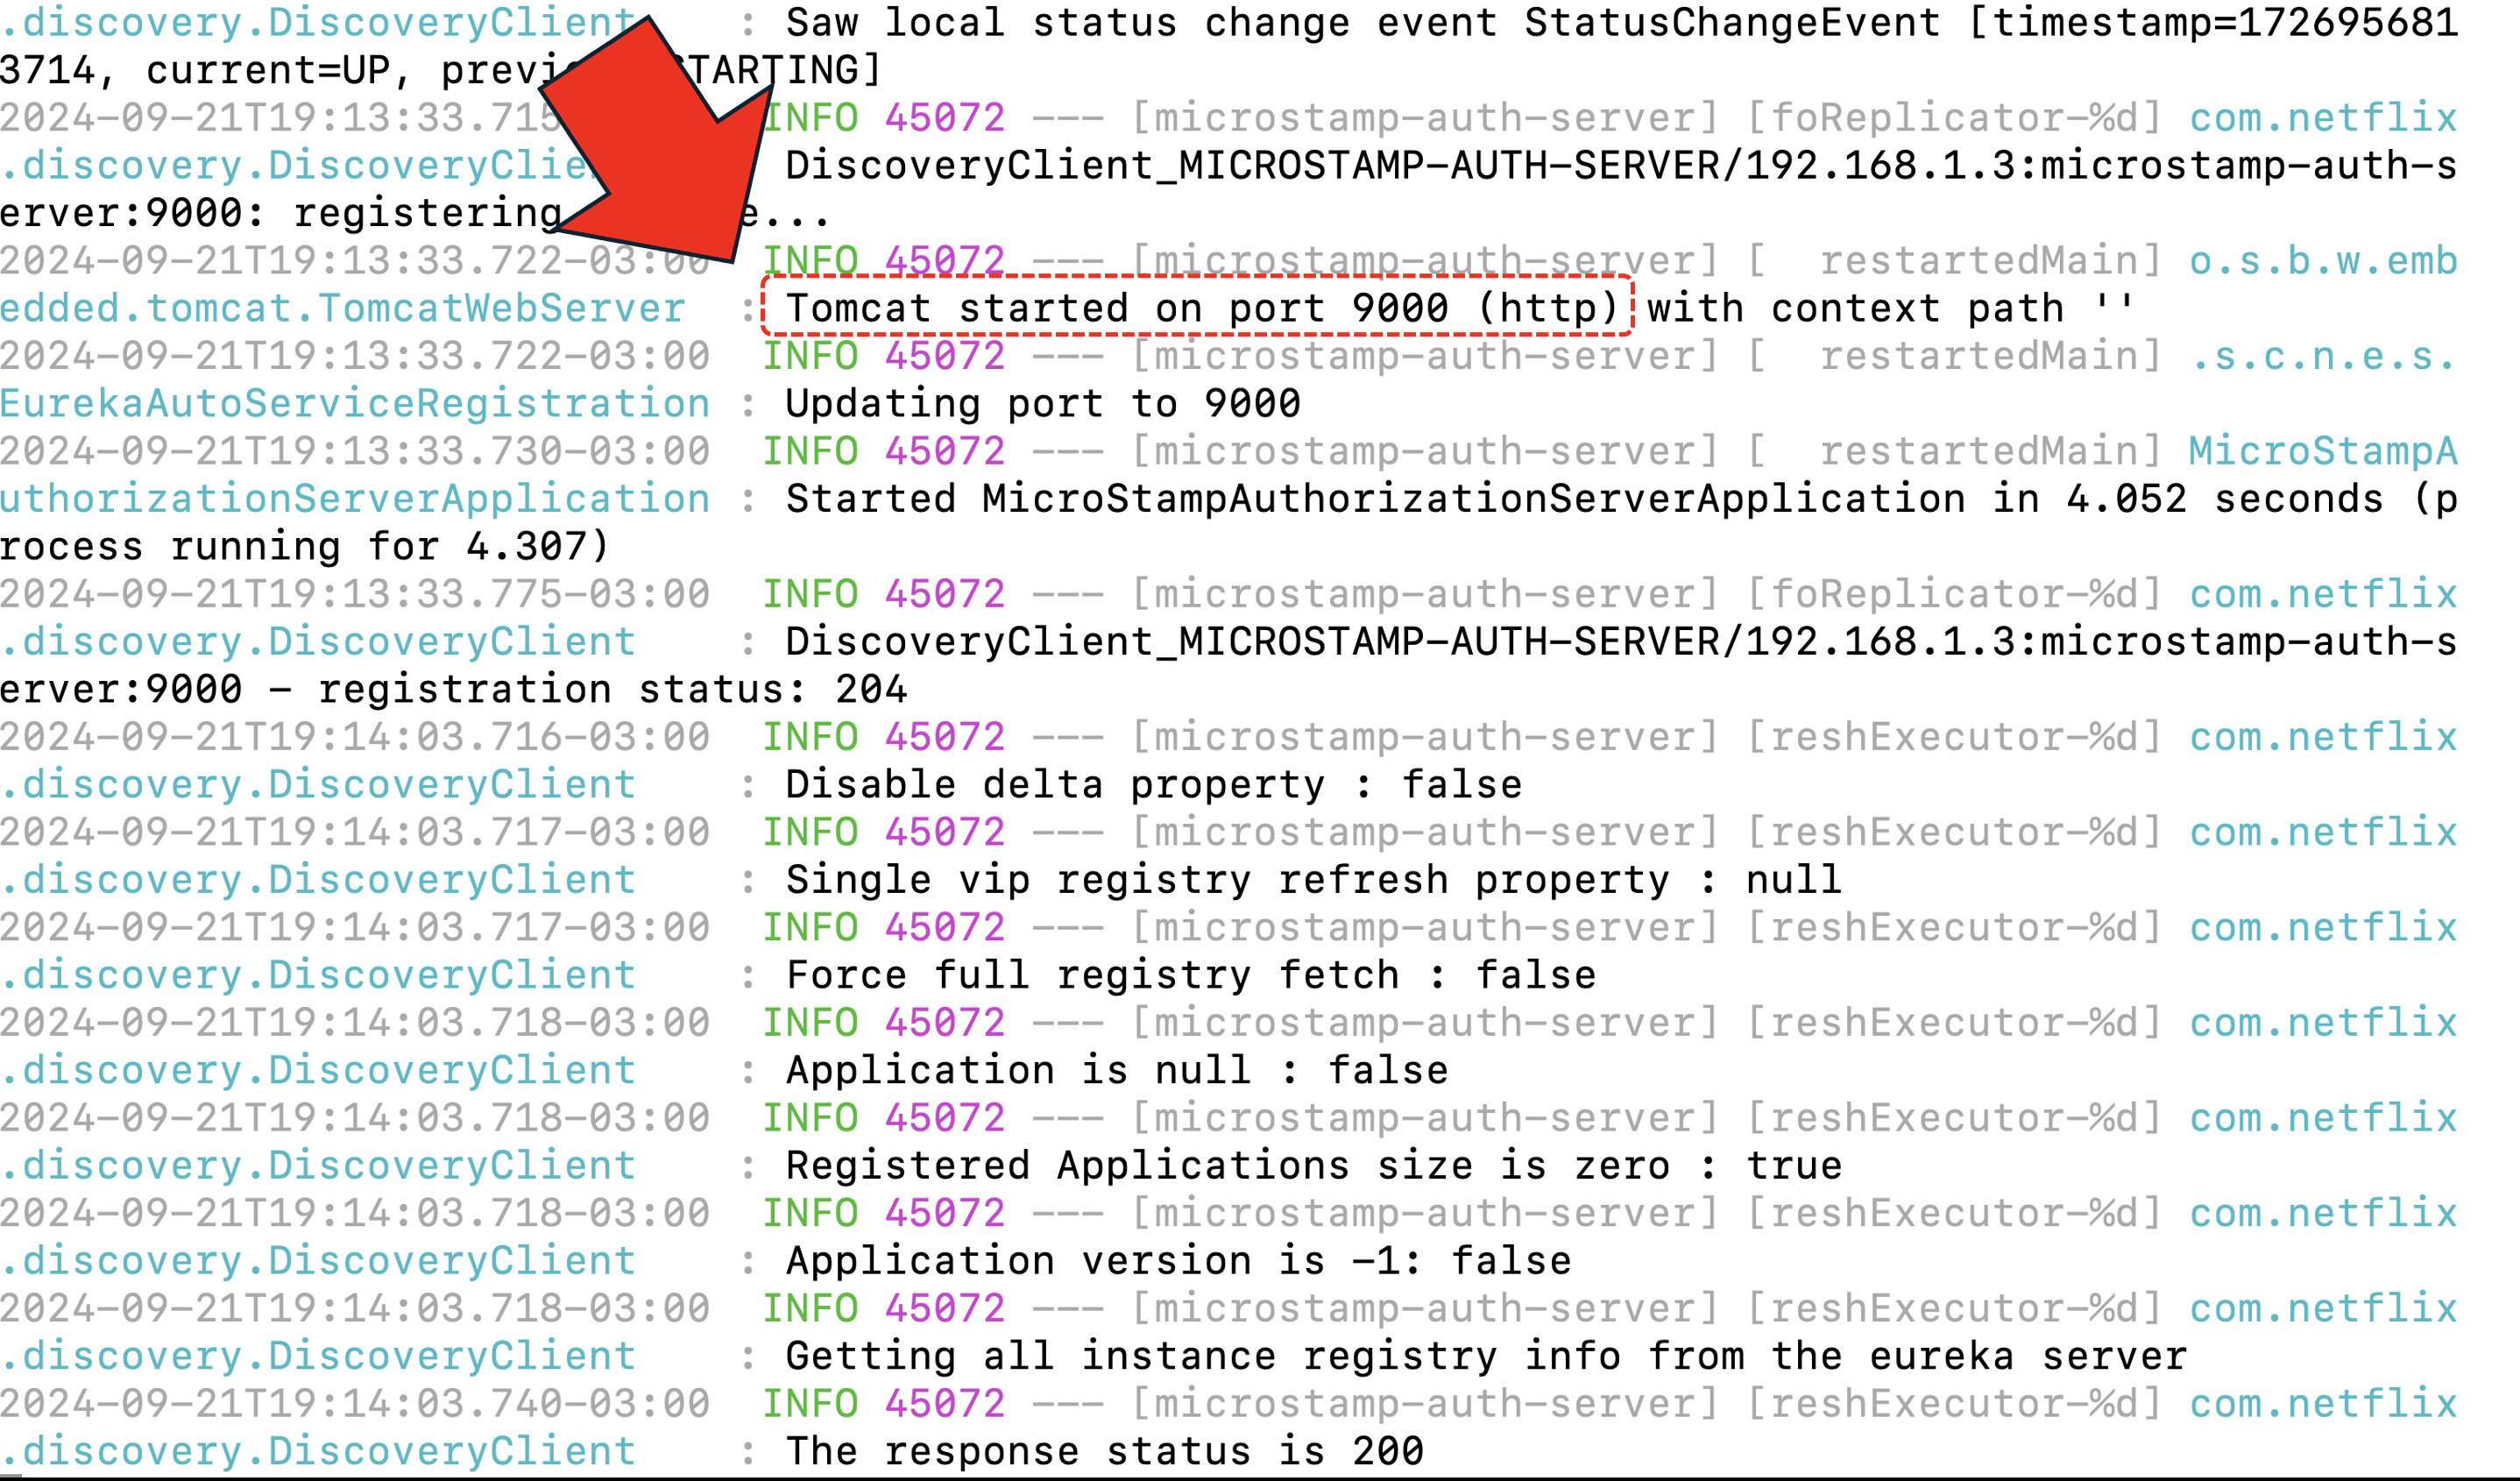 .discovery.DiscoveryClient : Saw local status change event StatusChangeEvent [timestamp=172695681
3714, current=UP, previ TARTING]
2024-09-21T19:13:33.715 INFO 45072 --- [microstamp-auth-server] [foReplicator-%d] com.netflix
.discovery.DiscoveryClie DiscoveryClient_MICROSTAMP-AUTH-SERVER/192.168.1.3:microstamp-auth-s
erver:9000: registering e...
2024-09-21T19:13:33.722-03:00 INFO 45072 --- [microstamp-auth-server] [ restartedMain] o.s.b.w.emb
edded.tomcat.TomcatWebServer : Tomcat started on port 9000 (http) with context path ''
2024-09-21T19:13:33.722-03:00 INFO 45072 --- [microstamp-auth-server] [ restartedMain] .s.c.n.e.s.
EurekaAutoServiceRegistration : Updating port to 9000
2024-09-21T19:13:33.730-03:00 INFO 45072 --- [microstamp-auth-server] [ restartedMain] MicroStampA
uthorizationServerApplication : Started MicroStampAuthorizationServerApplication in 4.052 seconds (p
rocess running for 4.307)
2024-09-21T19:13:33.775-03:00 INFO 45072 --- [microstamp-auth-server] [foReplicator-%d] com.netflix
.discovery.DiscoveryClient : DiscoveryClient_MICROSTAMP-AUTH-SERVER/192.168.1.3:microstamp-auth-s
erver:9000 - registration status: 204
2024-09-21T19:14:03.716-03:00 INFO 45072 --- [microstamp-auth-server] [reshExecutor-%d] com.netflix
.discovery.DiscoveryClient : Disable delta property : false
2024-09-21T19:14:03.717-03:00 INFO 45072 --- [microstamp-auth-server] [reshExecutor-%d] com.netflix
.discovery.DiscoveryClient : Single vip registry refresh property : null
2024-09-21T19:14:03.717-03:00 INFO 45072 --- [microstamp-auth-server] [reshExecutor-%d] com.netflix
.discovery.DiscoveryClient : Force full registry fetch : false
2024-09-21T19:14:03.718-03:00 INFO 45072 --- [microstamp-auth-server] [reshExecutor-%d] com.netflix
.discovery.DiscoveryClient : Application is null : false
2024-09-21T19:14:03.718-03:00 INFO 45072 --- [microstamp-auth-server] [reshExecutor-%d] com.netflix
.discovery.DiscoveryClient : Registered Applications size is zero : true
2024-09-21T19:14:03.718-03:00 INFO 45072 --- [microstamp-auth-server] [reshExecutor-%d] com.netflix
.discovery.DiscoveryClient : Application version is -1: false
2024-09-21T19:14:03.718-03:00 INFO 45072 --- [microstamp-auth-server] [reshExecutor-%d] com.netflix
.discovery.DiscoveryClient : Getting all instance registry info from the eureka server
2024-09-21T19:14:03.740-03:00 INFO 45072 --- [microstamp-auth-server] [reshExecutor-%d] com.netflix
.discovery.DiscoveryClient : The response status is 200